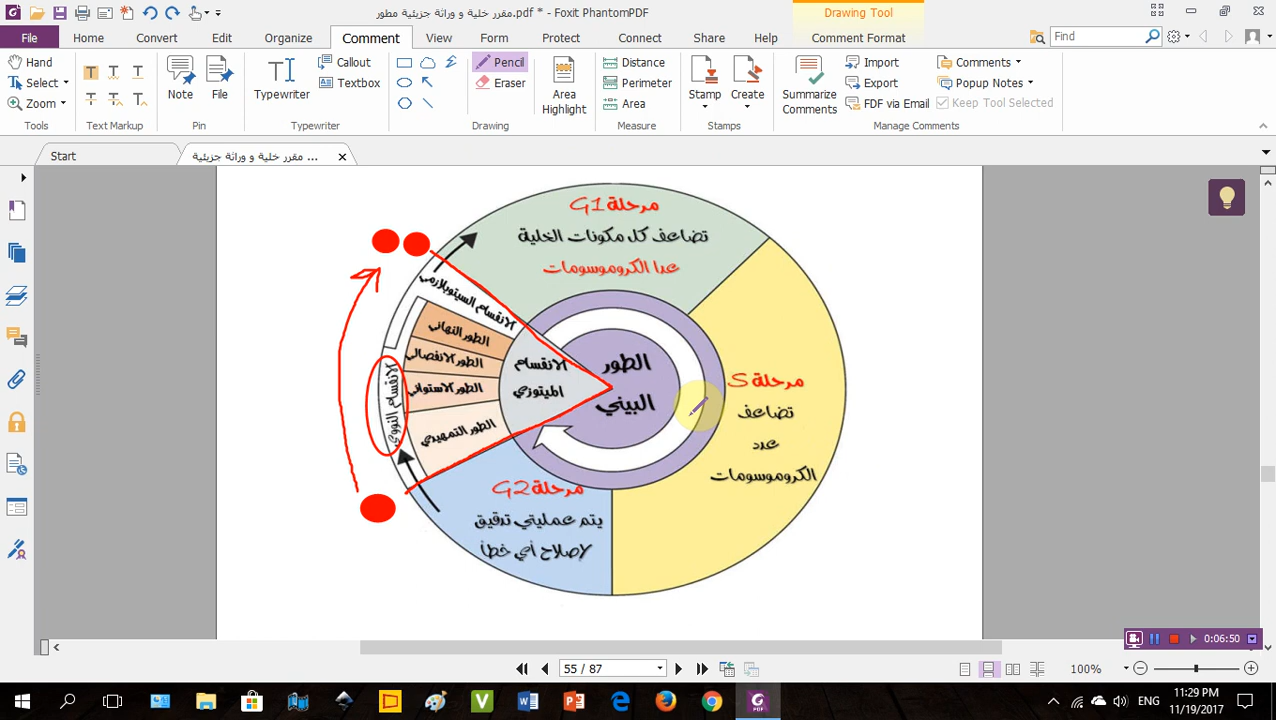 مقرر خلية و وراثة جزيئية مطور.pdf * - Foxit PhantomPDF
Drawing Tool
File
Home
Convert
Edit
Organize
Comment
View
Form
Protect
Connect
Share
Help
Comment Format
Find
Hand
Select
Zoom
Tools
Text Markup
Note
File
Pin
Typewriter
Callout
Textbox
Typewriter
Pencil
Eraser
Area Highlight
Drawing
Distance
Perimeter
Area
Measure
Stamp
Create
Stamps
Summarize Comments
Import
Export
FDF via Email
Comments
Popup Notes
Keep Tool Selected
Manage Comments
Start
مقرر خلية و وراثة جزيئية ...
مرحلة G1
تضاعف كل مكونات الخلية
عدا الكروموسومات
الانقسام السيتوبلازمي
الطور النهائي
الطور الانفصالي
الطور الاستوائي
الطور التمهيدي
الانقسام النووي
الانقسام
الميتوزي
الطور
البيني
مرحلة S
تضاعف
عدد
الكروموسومات
مرحلة G2
يتم عمليتي تدقيق
لإصلاح أي خطأ
0:06:50
55 / 87
100%
ENG
11:29 PM
11/19/2017